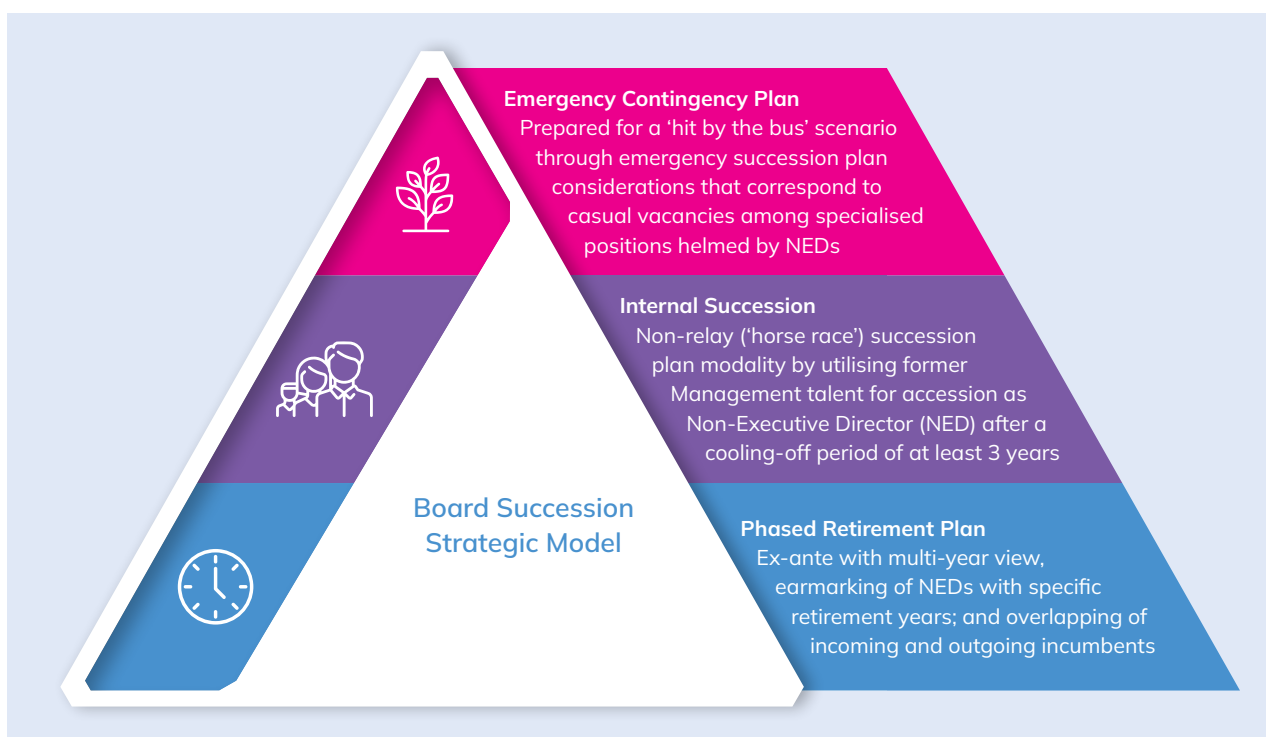 Emergency Contingency Plan
Prepared for a ‘hit by the bus’ scenario
through emergency succession plan
considerations that correspond to
casual vacancies among specialised
positions helmed by NEDs
Internal Succession
Non-relay (‘horse race’) succession
plan modality by utilising former
Management talent for accession as
Non-Executive Director (NED) after a
cooling-off period of at least 3 years
Board Succession
Strategic Model
Phased Retirement Plan
Ex-ante with multi-year view,
earmarking of NEDs with specific
retirement years; and overlapping of
incoming and outgoing incumbents